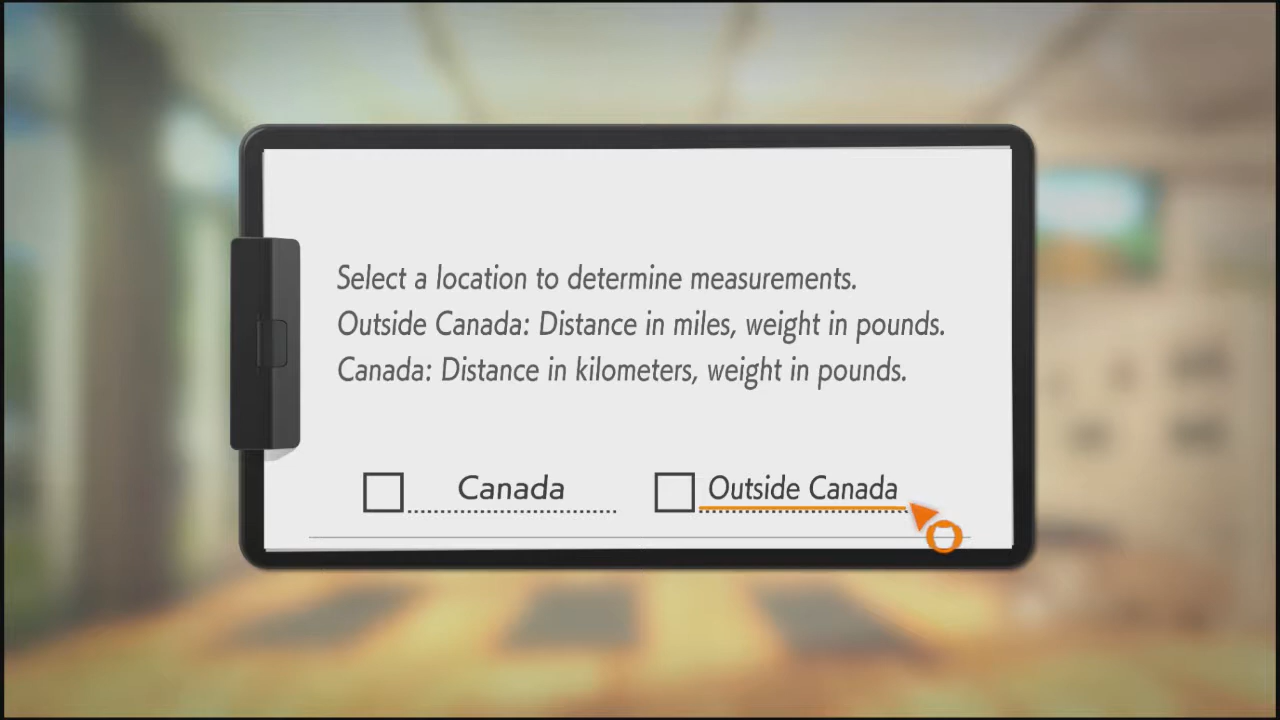 Select a location to determine measurements.
Outside Canada: Distance in miles, weight in pounds.
Canada: Distance in kilometers, weight in pounds.
Canada
Outside Canada